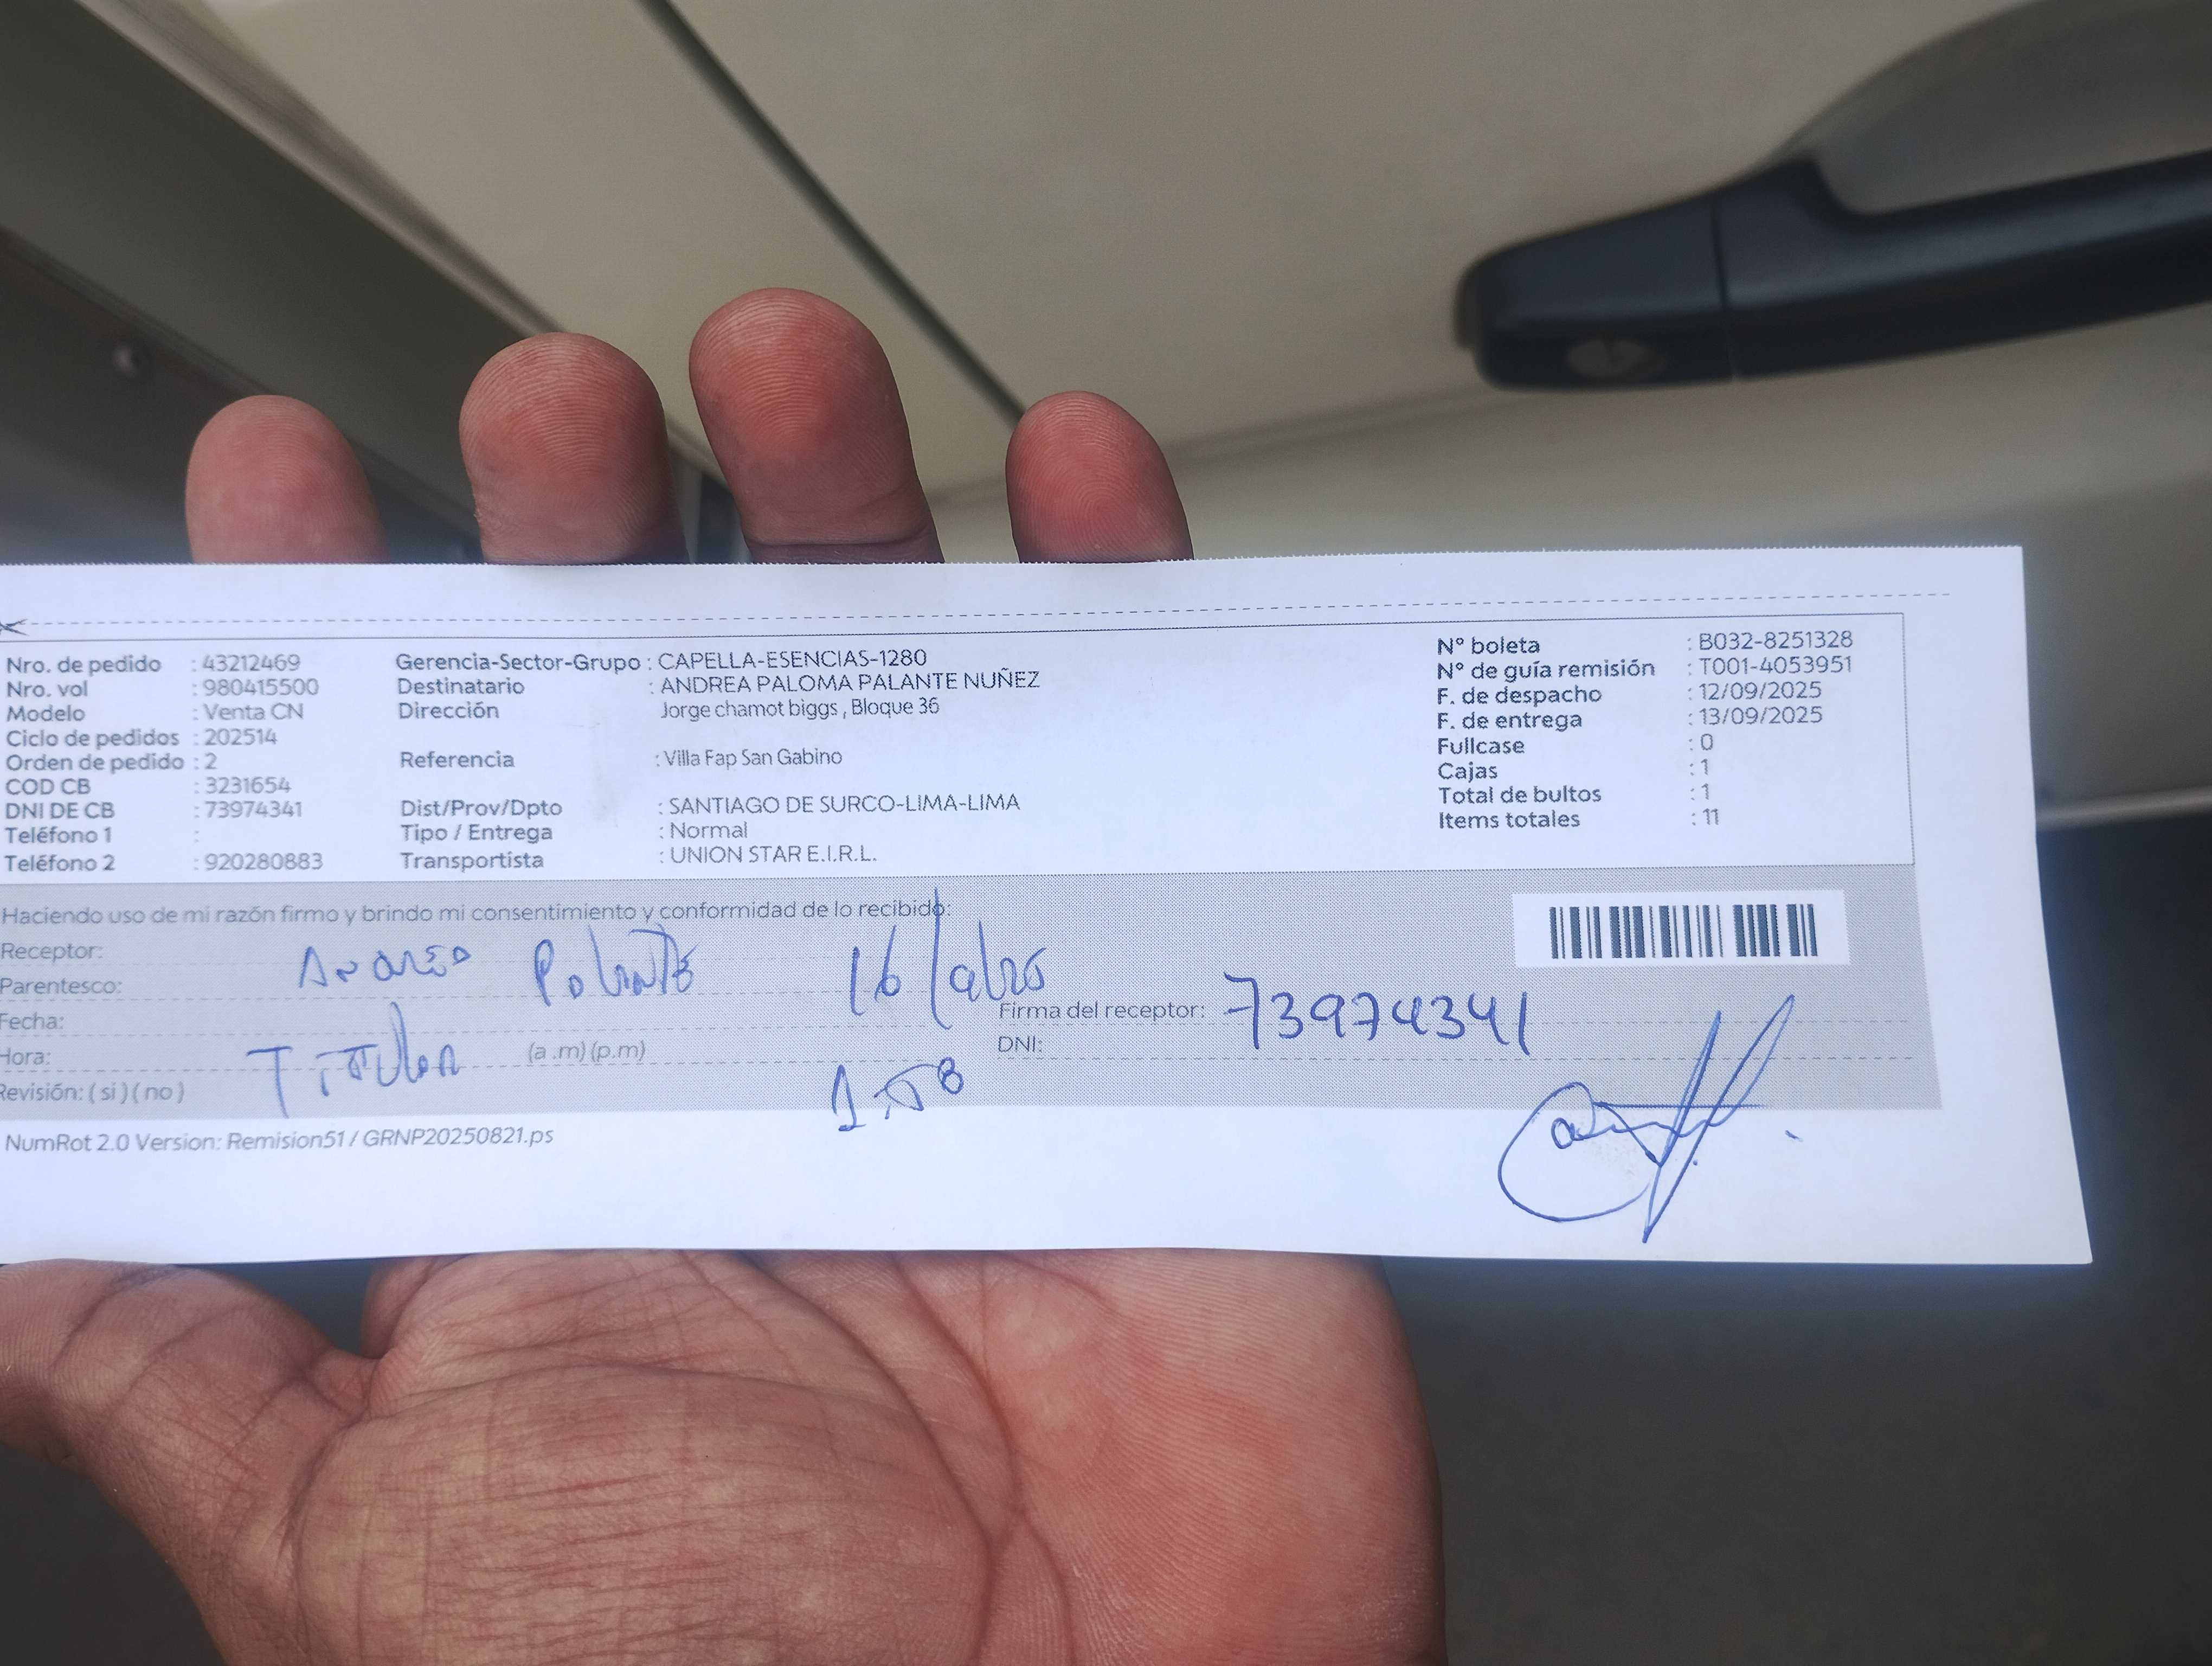 Nro. de pedido : 43212469
Nro. vol : 980415500
Modelo : Venta CN
Ciclo de pedidos : 202514
Orden de pedido : 2
COD CB : 3231654
DNI DE CB : 73974341
Teléfono 1 :
Teléfono 2 : 920280883
Gerencia-Sector-Grupo : CAPELLA-ESENCIAS-1280
Destinatario : ANDREA PALOMA PALANTE NUÑEZ
Dirección Jorge chamot biggs , Bloque 36
Referencia : Villa Fap San Gabino
Dist/Prov/Dpto : SANTIAGO DE SURCO-LIMA-LIMA
Tipo / Entrega : Normal
Transportista : UNION STAR E.I.R.L.
N° boleta : B032-8251328
N° de guía remisión : T001-4053951
F. de despacho : 12/09/2025
F. de entrega : 13/09/2025
Fullcase : 0
Cajas : 1
Total de bultos : 1
Items totales : 11
Haciendo uso de mi razón firmo y brindo mi consentimiento y conformidad de lo recibido:
Receptor: Andrea Palante
Parentesco:
Fecha:
Hora: Titular (a .m) (p.m)
Revisión: ( si ) ( no )
Firma del receptor: 73974341
DNI:
NumRot 2.0 Version: Remision51 / GRNP20250821.ps